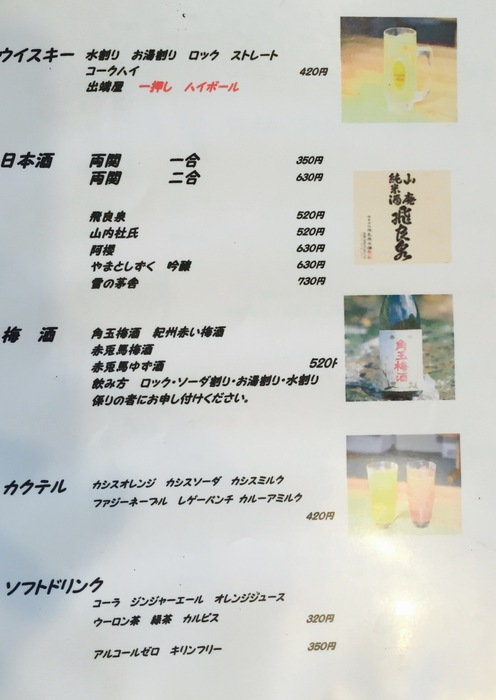 ウイスキー 水割り お湯割り ロック ストレート
コークハイ 420円
出蔵屋 一押し ハイボール
日本酒 両関 一合 350円
両関 二合 630円
飛良泉 520円
山内杜氏 520円
阿櫻 630円
やまとしずく 吟醸 630円
雪の茅舎 730円
山庵
純米酒
飛良泉
梅酒 角玉梅酒 紀州赤い梅酒
赤兎馬梅酒
赤兎馬ゆず酒 520円
飲み方 ロック・ソーダ割り・お湯割り・水割り
係りの者にお申し付けください。
角玉梅酒
カクテル カシスオレンジ カシスソーダ カシスミルク
ファジーネーブル レゲーパンチ カルーアミルク
420円
ソフトドリンク
コーラ ジンジャーエール オレンジジュース
ウーロン茶 緑茶 カルピス 320円
アルコールゼロ キリンフリー 350円